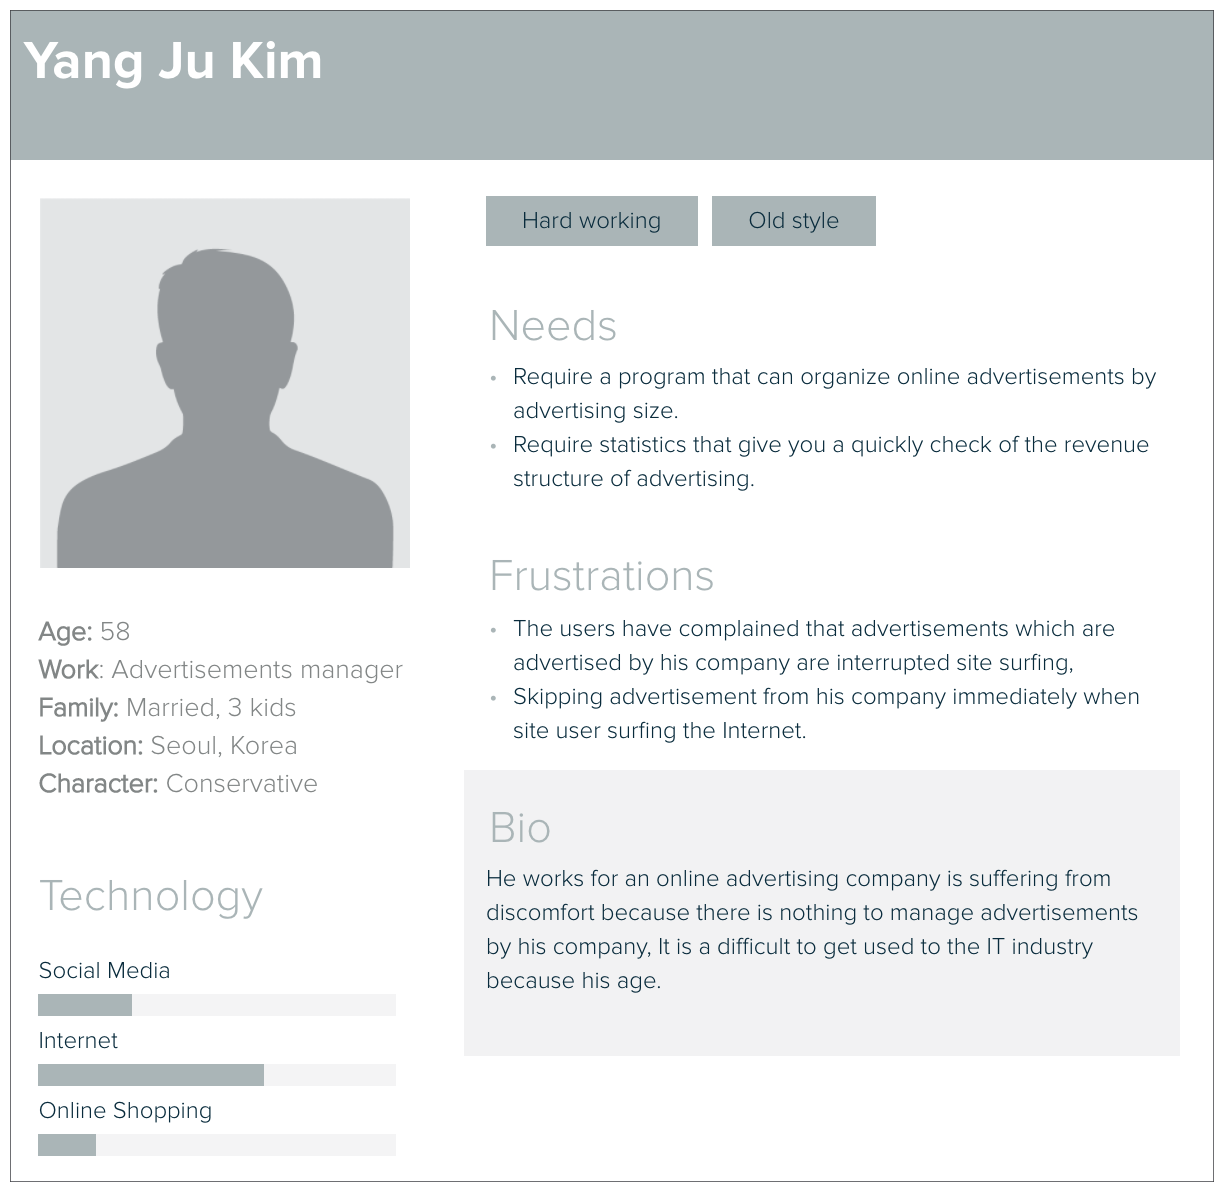 Yang Ju Kim
Hard working
Old style
Needs
• Require a program that can organize online advertisements by
advertising size.
• Require statistics that give you a quickly check of the revenue
structure of advertising.
Frustrations
• The users have complained that advertisements which are
advertised by his company are interrupted site surfing,
• Skipping advertisement from his company immediately when
site user surfing the Internet.
Age: 58
Work: Advertisements manager
Family: Married, 3 kids
Location: Seoul, Korea
Character: Conservative
Bio
He works for an online advertising company is suffering from
discomfort because there is nothing to manage advertisements
by his company, It is a difficult to get used to the IT industry
because his age.
Technology
Social Media
Internet
Online Shopping